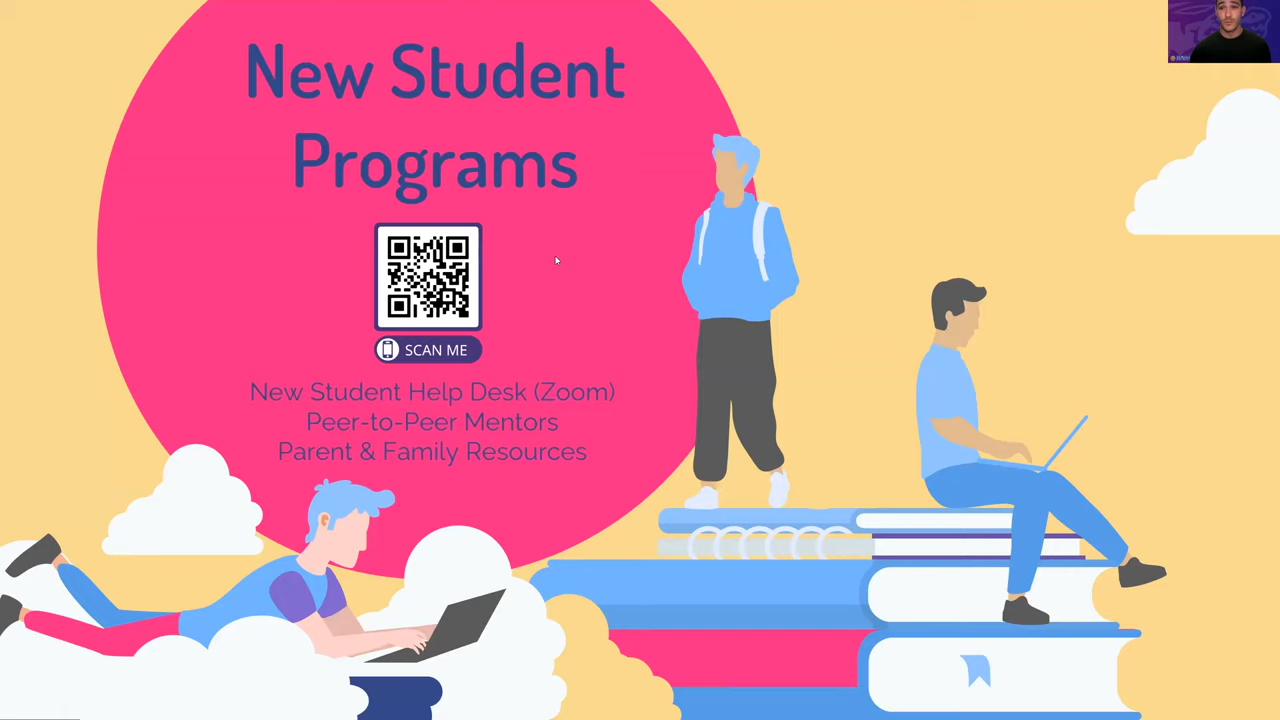 New Student
Programs
SCAN ME
New Student Help Desk (Zoom)
Peer-to-Peer Mentors
Parent & Family Resources